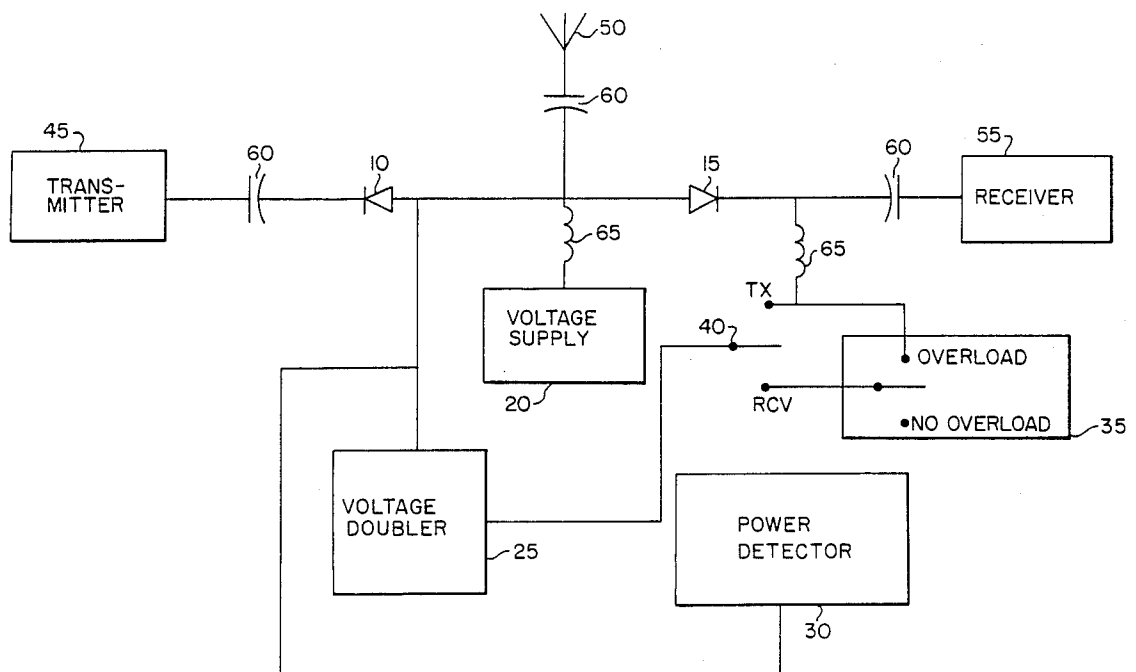 50
60
45
TRANS-
MITTER
60
10
15
60
55
RECEIVER
65
65
VOLTAGE
SUPPLY
20
TX
40
RCV
OVERLOAD
NO OVERLOAD
35
VOLTAGE
DOUBLER
25
POWER
DETECTOR
30